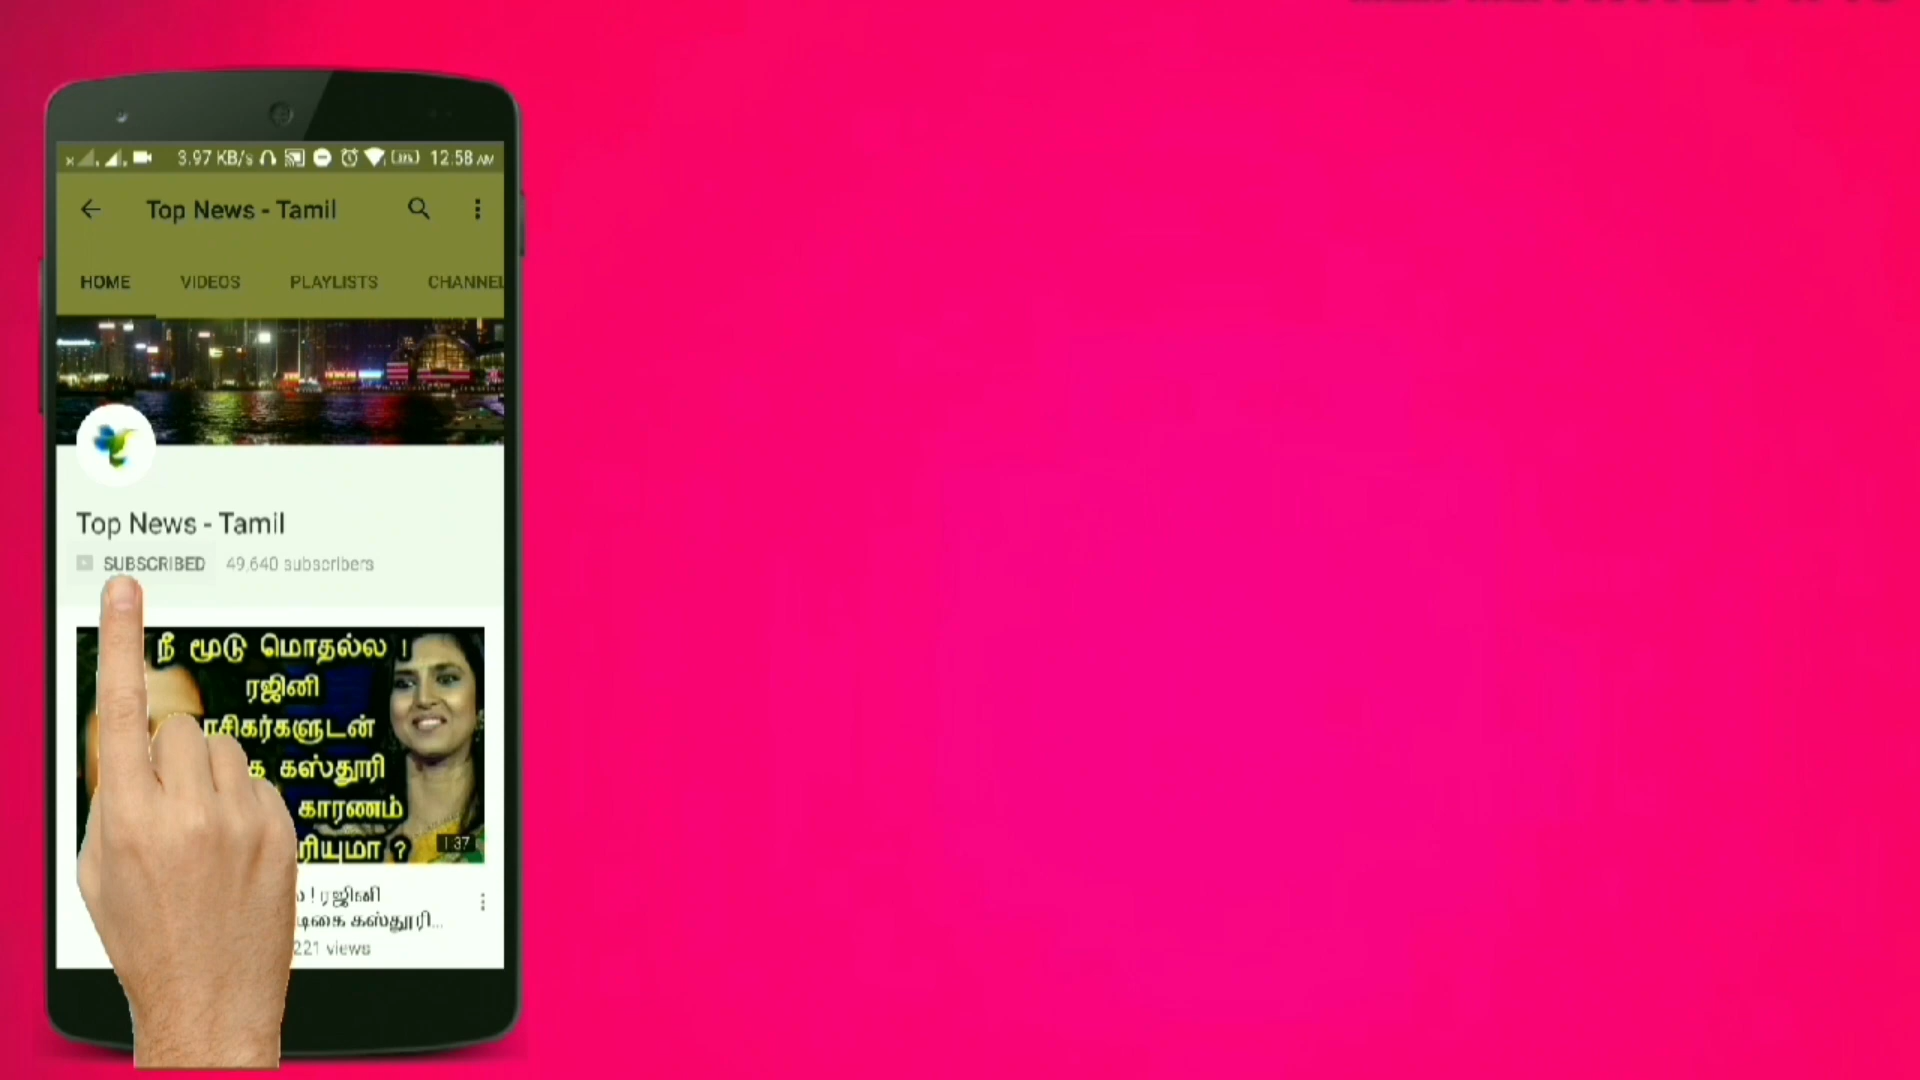 3.97 KB/s 12:58 AM
Top News - Tamil
HOME VIDEOS PLAYLISTS CHANNEL
Top News - Tamil
SUBSCRIBED 49,640 subscribers
நீ மூடு மொதல்ல !
ரஜினி
ரசிகர்களுடன்
கஸ்தூரி
காரணம்
?
1:37
! ரஜினி
கஸ்தூரி...
221 views